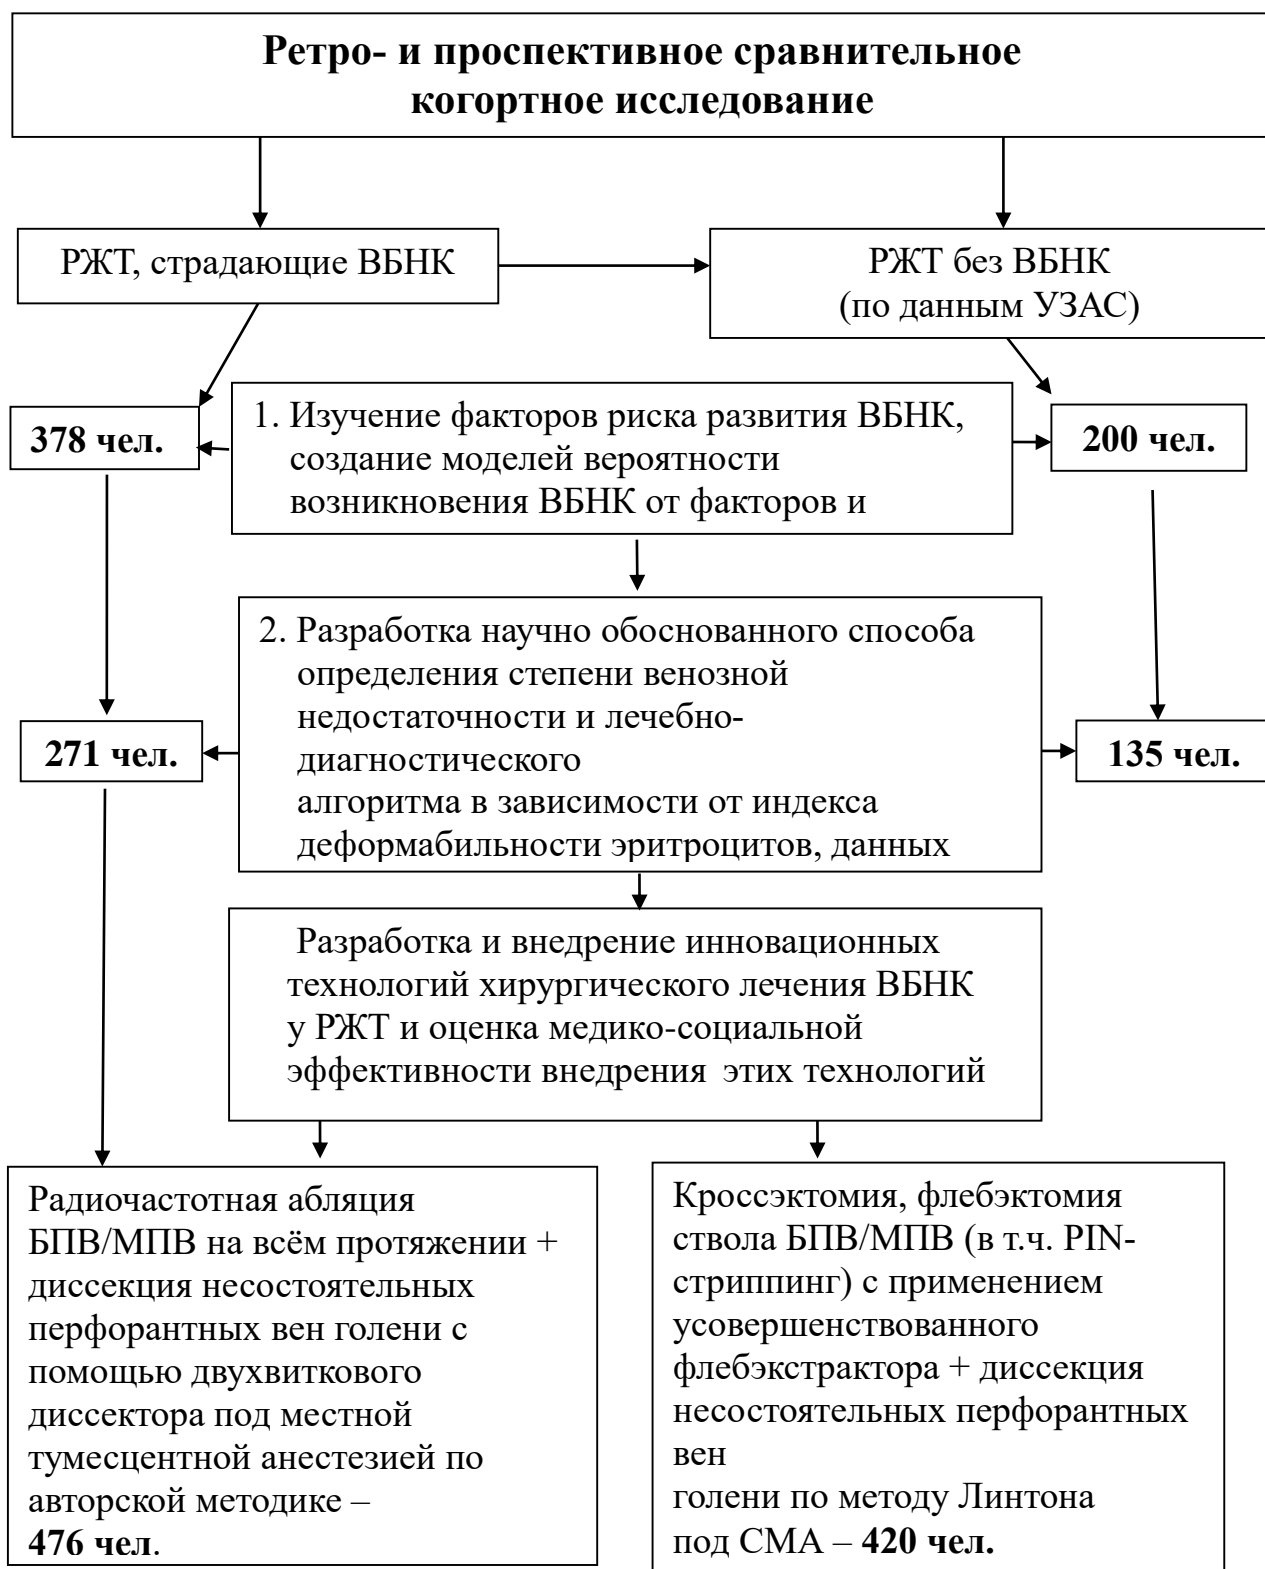 Ретро- и проспективное сравнительное
когортное исследование
РЖТ, страдающие ВБНК
РЖТ без ВБНК
(по данным УЗАС)
378 чел.
1. Изучение факторов риска развития ВБНК,
создание моделей вероятности
возникновения ВБНК от факторов и
200 чел.
2. Разработка научно обоснованного способа
определения степени венозной
недостаточности и лечебно-
диагностического
алгоритма в зависимости от индекса
деформабильности эритроцитов, данных
271 чел.
135 чел.
Разработка и внедрение инновационных
технологий хирургического лечения ВБНК
у РЖТ и оценка медико-социальной
эффективности внедрения этих технологий
Радиочастотная абляция
БПВ/МПВ на всём протяжении +
диссекция несостоятельных
перфорантных вен голени с
помощью двухвиткового
диссектора под местной
тумесцентной анестезией по
авторской методике –
476 чел.
Кроссэктомия, флебэктомия
ствола БПВ/МПВ (в т.ч. PIN-
стриппинг) с применением
усовершенствованного
флебэкстрактора + диссекция
несостоятельных перфорантных
вен
голени по методу Линтона
под СМА – 420 чел.